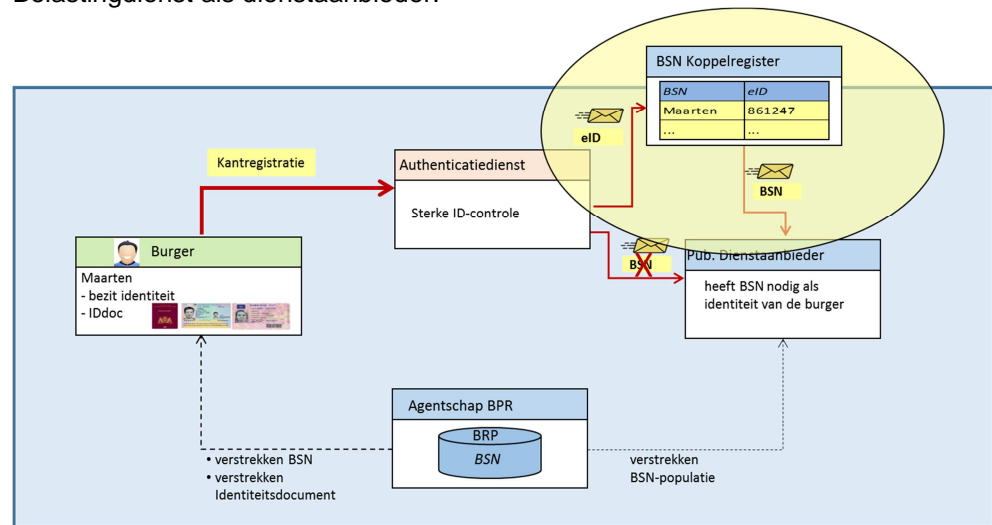 Belastingdienst als dienstaanbieder.
BSN Koppelregister
BSN eID
Maarten 861247
... ...
eID
Kantregistratie
Authenticatiedienst
BSN
Sterke ID-controle
Burger
BSN
Pub. Dienstaanbieder
Maarten
- bezit identiteit
- IDdoc
heeft BSN nodig als
identiteit van de burger
Agentschap BPR
BRP
BSN
• verstrekken BSN
• verstrekken
Identiteitsdocument
verstrekken
BSN-populatie